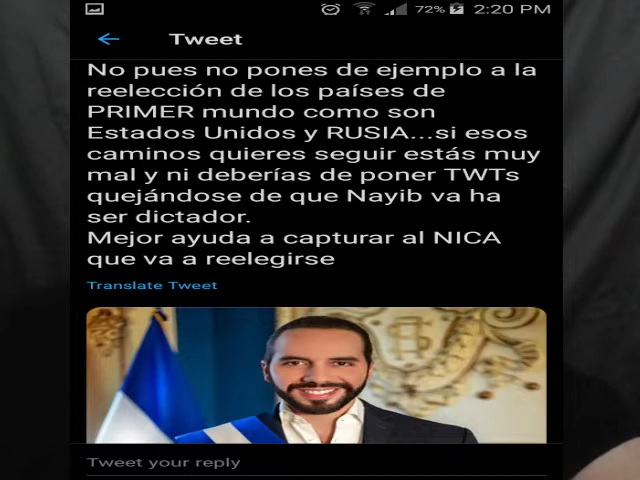 72% 2:20 PM
Tweet
No pues no pones de ejemplo a la
reelección de los países de
PRIMER mundo como son
Estados Unidos y RUSIA...si esos
caminos quieres seguir estás muy
mal y ni deberías de poner TWTs
quejándose de que Nayib va ha
ser dictador.
Mejor ayuda a capturar al NICA
que va a reelegirse
Translate Tweet
Tweet your reply